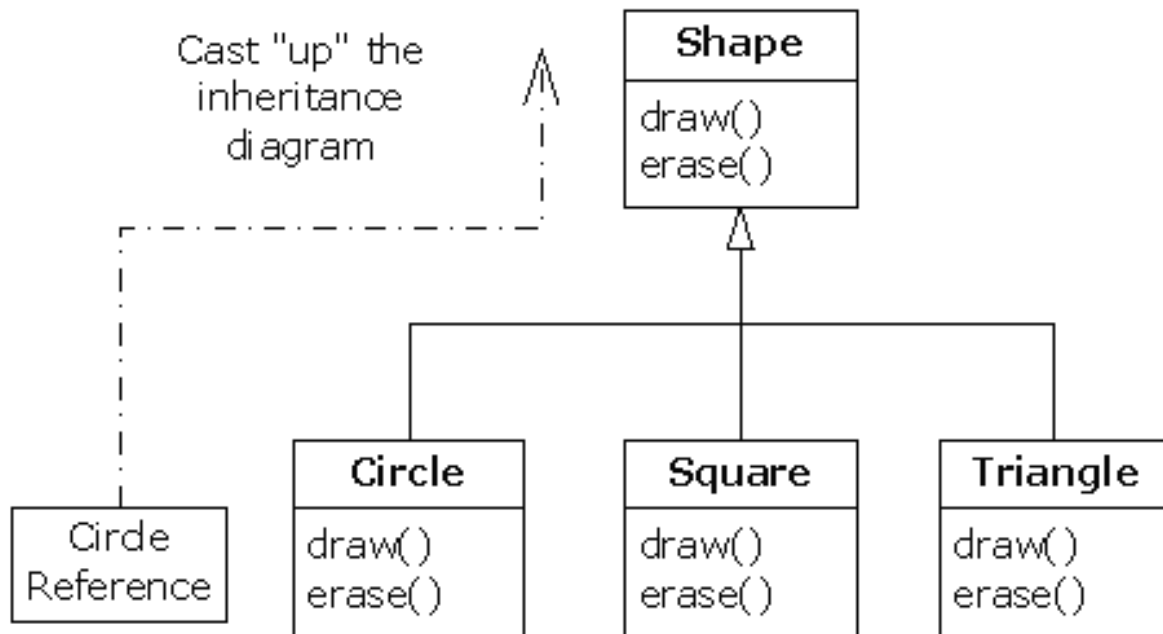 Cast "up" the
inheritance
diagram
Shape
draw()
erase()
Circle
Reference
Circle
draw()
erase()
Square
draw()
erase()
Triangle
draw()
erase()